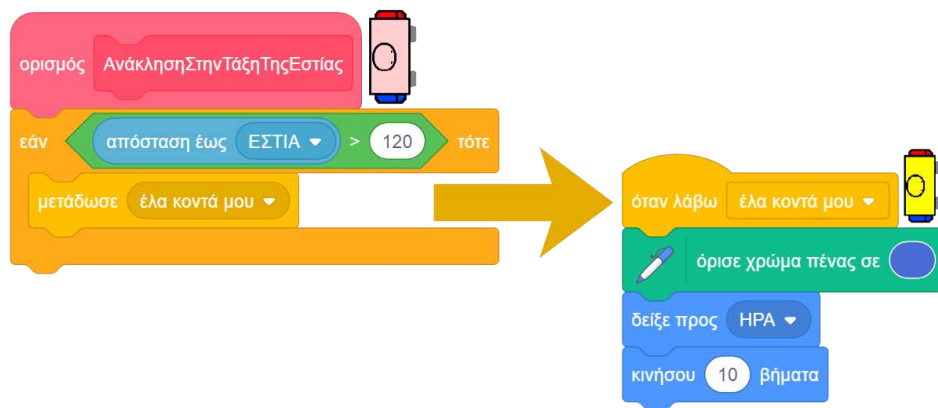 ορισμός ΑνάκλησηΣτηνΤάξηΤηςΕστίας
εάν απόσταση έως ΕΣΤΙΑ > 120 τότε
μετάδωσε έλα κοντά μου
όταν λάβω έλα κοντά μου
όρισε χρώμα πένας σε
δείξε προς ΗΡΑ
κινήσου 10 βήματα